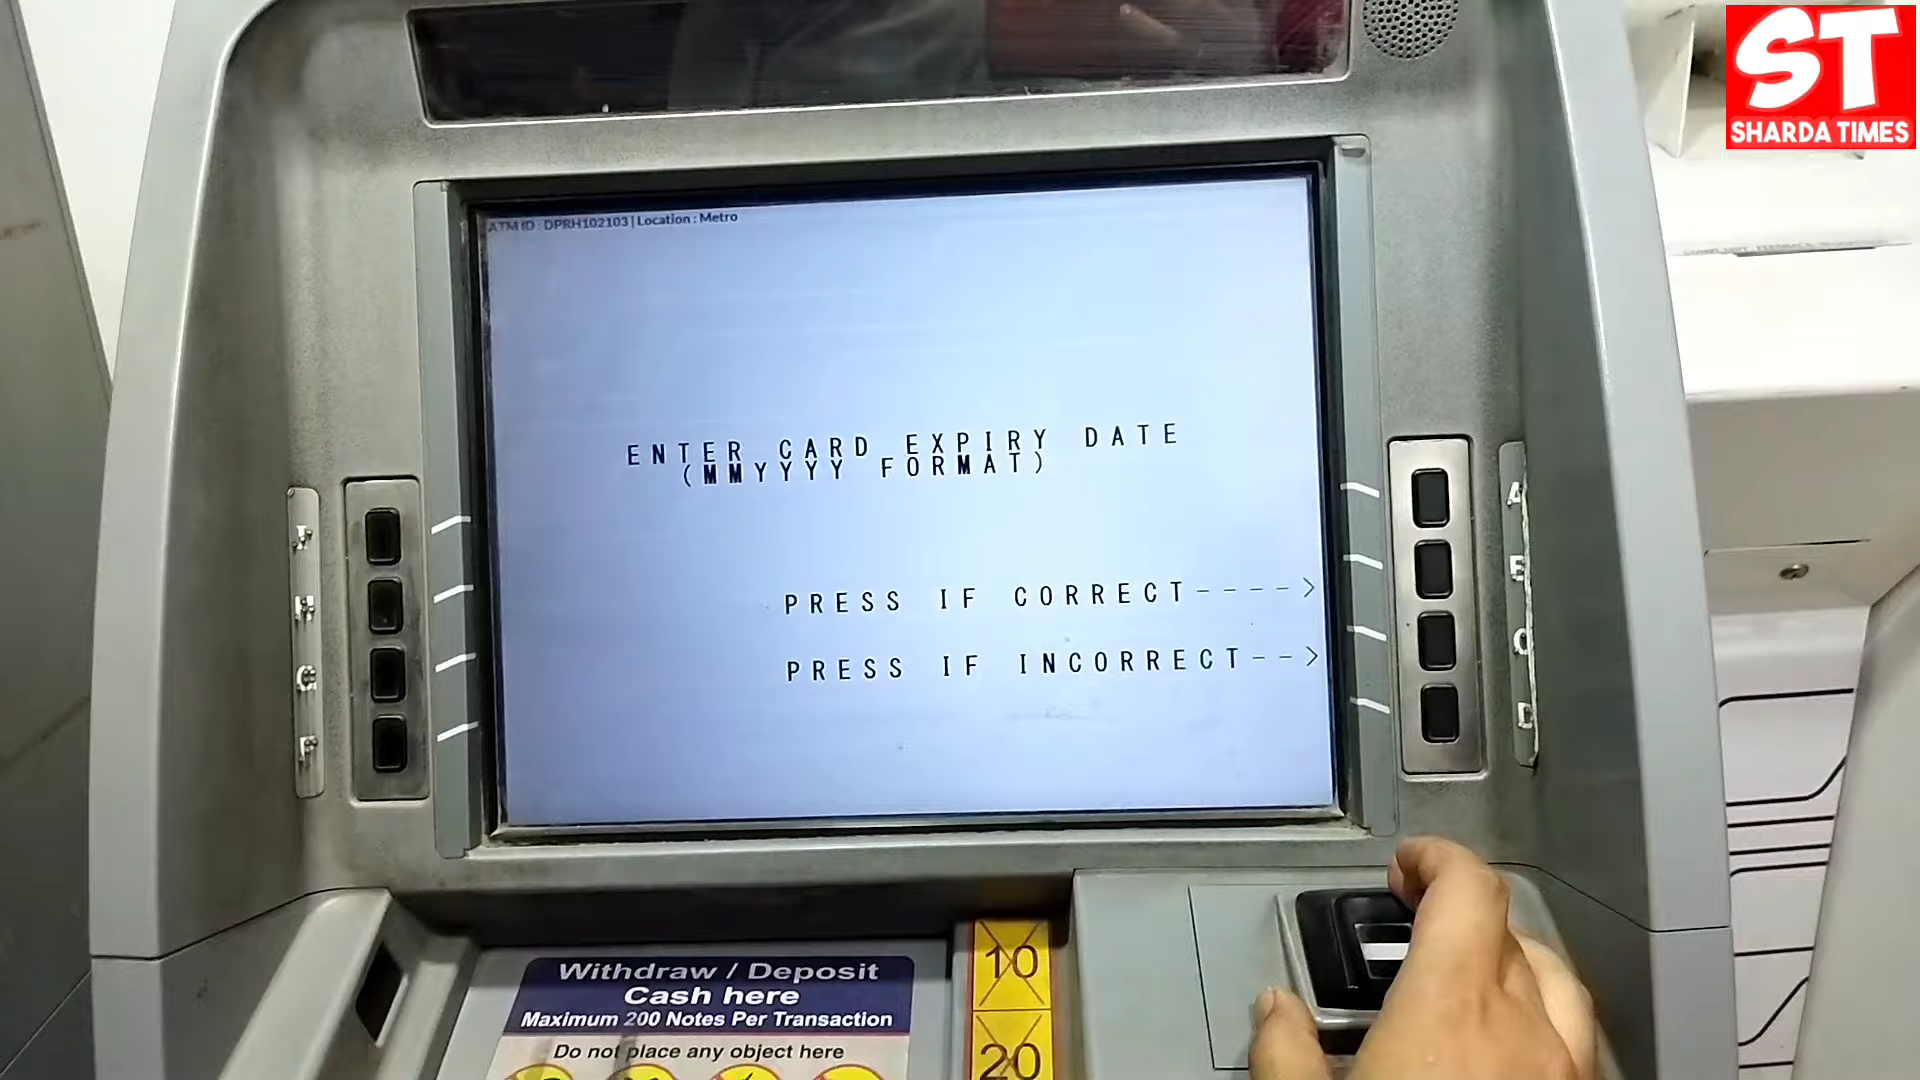 ST
SHARDA TIMES
ATM ID : DPRH102103 | Location : Metro
ENTER CARD EXPIRY DATE
(MMYYYY FORMAT)
PRESS IF CORRECT---->
PRESS IF INCORRECT-->
I
H
G
F
A
B
C
D
Withdraw / Deposit
Cash here
Maximum 200 Notes Per Transaction
Do not place any object here
10
20